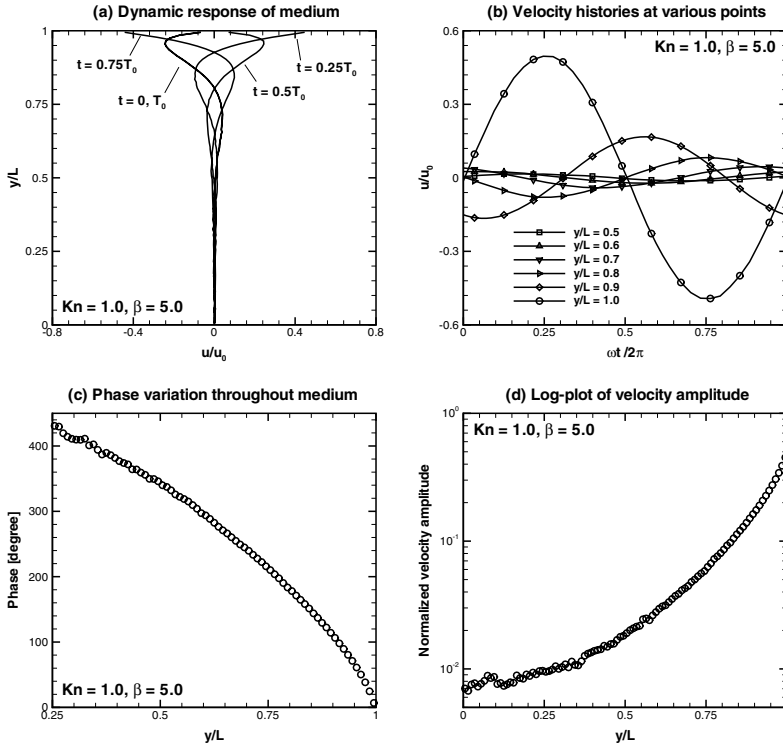 (a) Dynamic response of medium
1
0.75
0.5
0.25
0
y/L
t = 0.75T₀
t = 0.25T₀
t = 0, T₀
t = 0.5T₀
Kn = 1.0, β = 5.0
-0.8
-0.4
0
0.4
0.8
u/u₀
(b) Velocity histories at various points
Kn = 1.0, β = 5.0
0.6
0.3
0
-0.3
-0.6
u/u₀
y/L = 0.5
y/L = 0.6
y/L = 0.7
y/L = 0.8
y/L = 0.9
y/L = 1.0
0
0.25
0.5
0.75
ωt/2π
(c) Phase variation throughout medium
400
300
200
100
0
Phase [degree]
Kn = 1.0, β = 5.0
0.25
0.5
0.75
1
y/L
(d) Log-plot of velocity amplitude
Kn = 1.0, β = 5.0
10⁰
10⁻¹
10⁻²
Normalized velocity amplitude
0
0.25
0.5
0.75
y/L